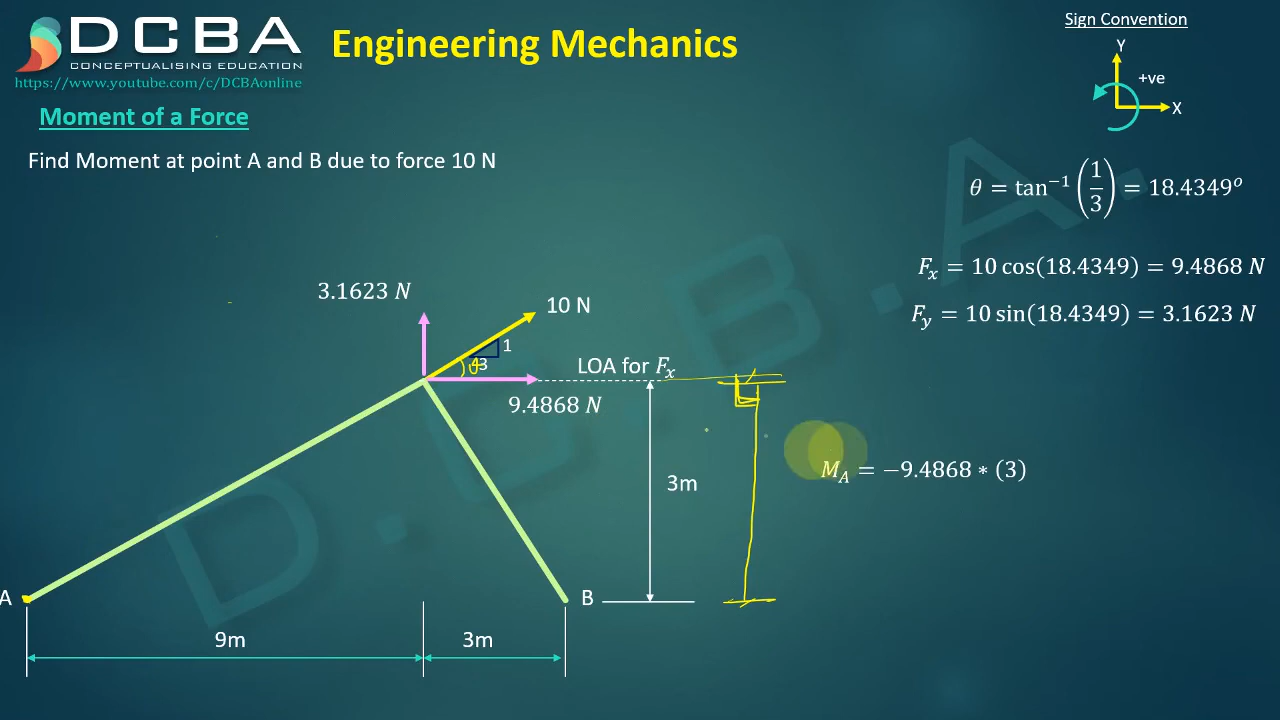 DCBA
CONCEPTUALISING EDUCATION
https://www.youtube.com/c/DCBAonline
Engineering Mechanics
Sign Convention
Y
+ve
X
Moment of a Force
Find Moment at point A and B due to force 10 N
θ = tan⁻¹(1/3) = 18.4349°
Fₓ = 10 cos(18.4349) = 9.4868 N
F_y = 10 sin(18.4349) = 3.1623 N
3.1623 N
10 N
1
3
θ
LOA for Fₓ
9.4868 N
3m
M_A = −9.4868 * (3)
A
B
9m
3m
D.C.B.A.